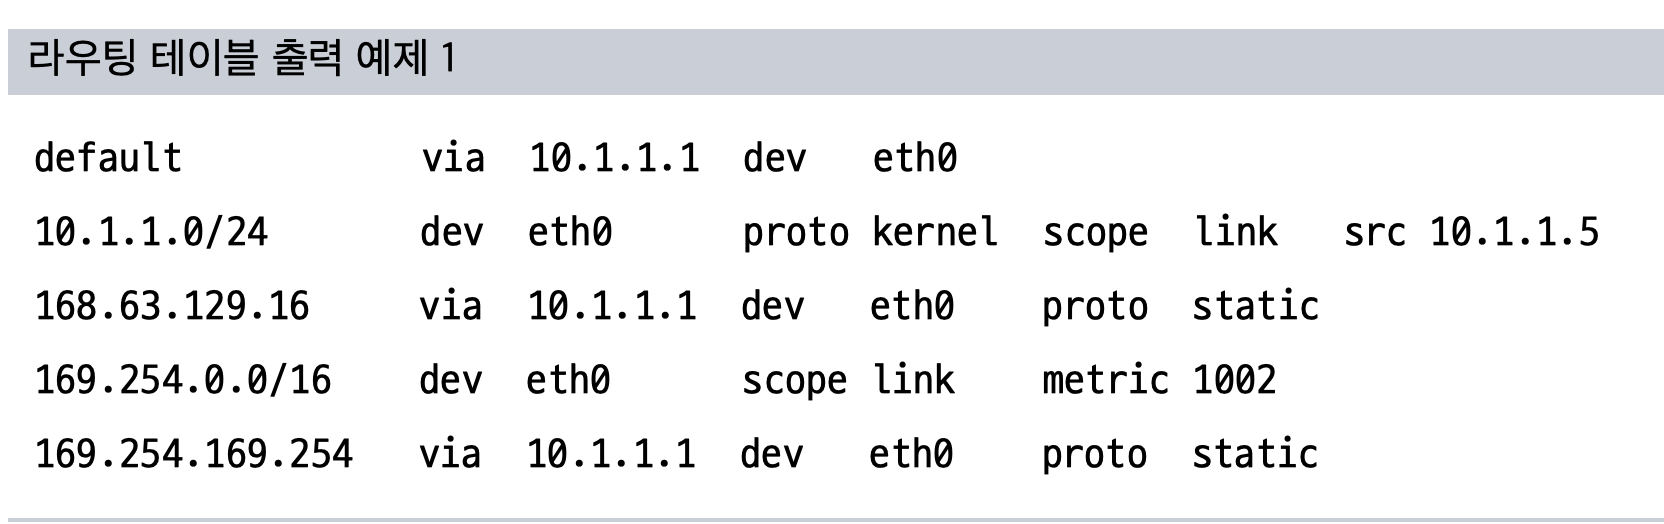 라우팅 테이블 출력 예제 1
default via 10.1.1.1 dev eth0
10.1.1.0/24 dev eth0 proto kernel scope link src 10.1.1.5
168.63.129.16 via 10.1.1.1 dev eth0 proto static
169.254.0.0/16 dev eth0 scope link metric 1002
169.254.169.254 via 10.1.1.1 dev eth0 proto static